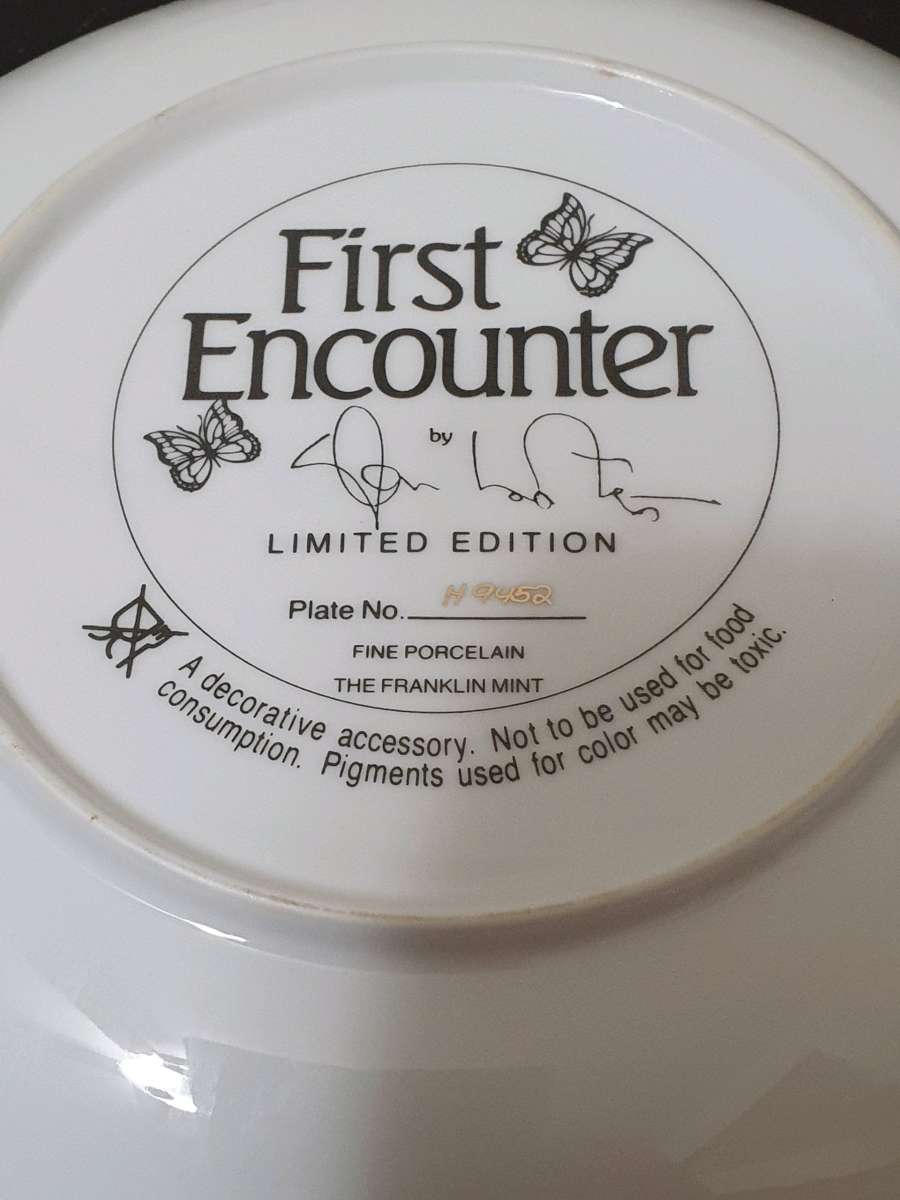 First
Encounter
by
LIMITED EDITION
Plate No. H9452
FINE PORCELAIN
THE FRANKLIN MINT
A decorative accessory. Not to be used for food
consumption. Pigments used for color may be toxic.